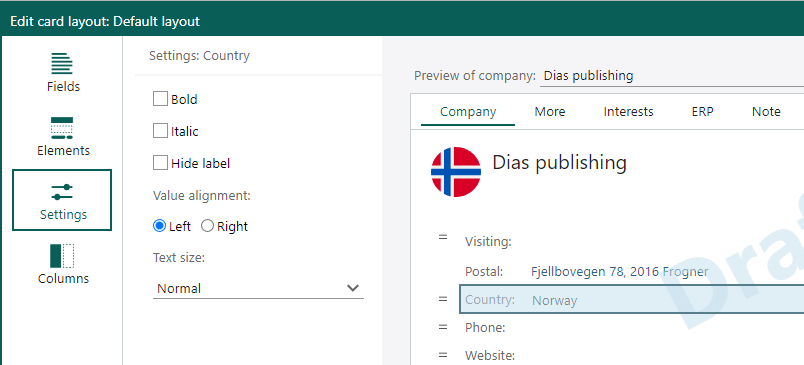 Edit card layout: Default layout
Fields
Elements
Settings
Columns
Settings: Country
Bold
Italic
Hide label
Value alignment:
Left Right
Text size:
Normal
Preview of company: Dias publishing
Company More Interests ERP Note
Dias publishing
Visiting:
Postal: Fjellbovegen 78, 2016 Frogner
Country: Norway
Phone:
Website:
Draf